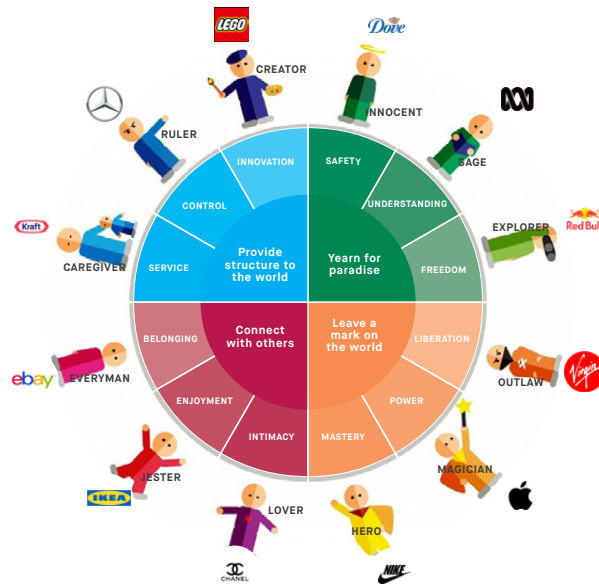 LEGO
Dove
CREATOR
INNOCENT
RULER
SAGE
INNOVATION
SAFETY
CONTROL
UNDERSTANDING
Kraft
CAREGIVER
EXPLORER
Red Bul
SERVICE
Provide
structure to
the world
Yearn for
paradise
FREEDOM
BELONGING
Connect
with others
Leave a
mark on
the world
LIBERATION
ebay
EVERYMAN
OUTLAW
Virgin
ENJOYMENT
POWER
INTIMACY
MASTERY
JESTER
MAGICIAN
IKEA
LOVER
HERO
CHANEL
NIKE